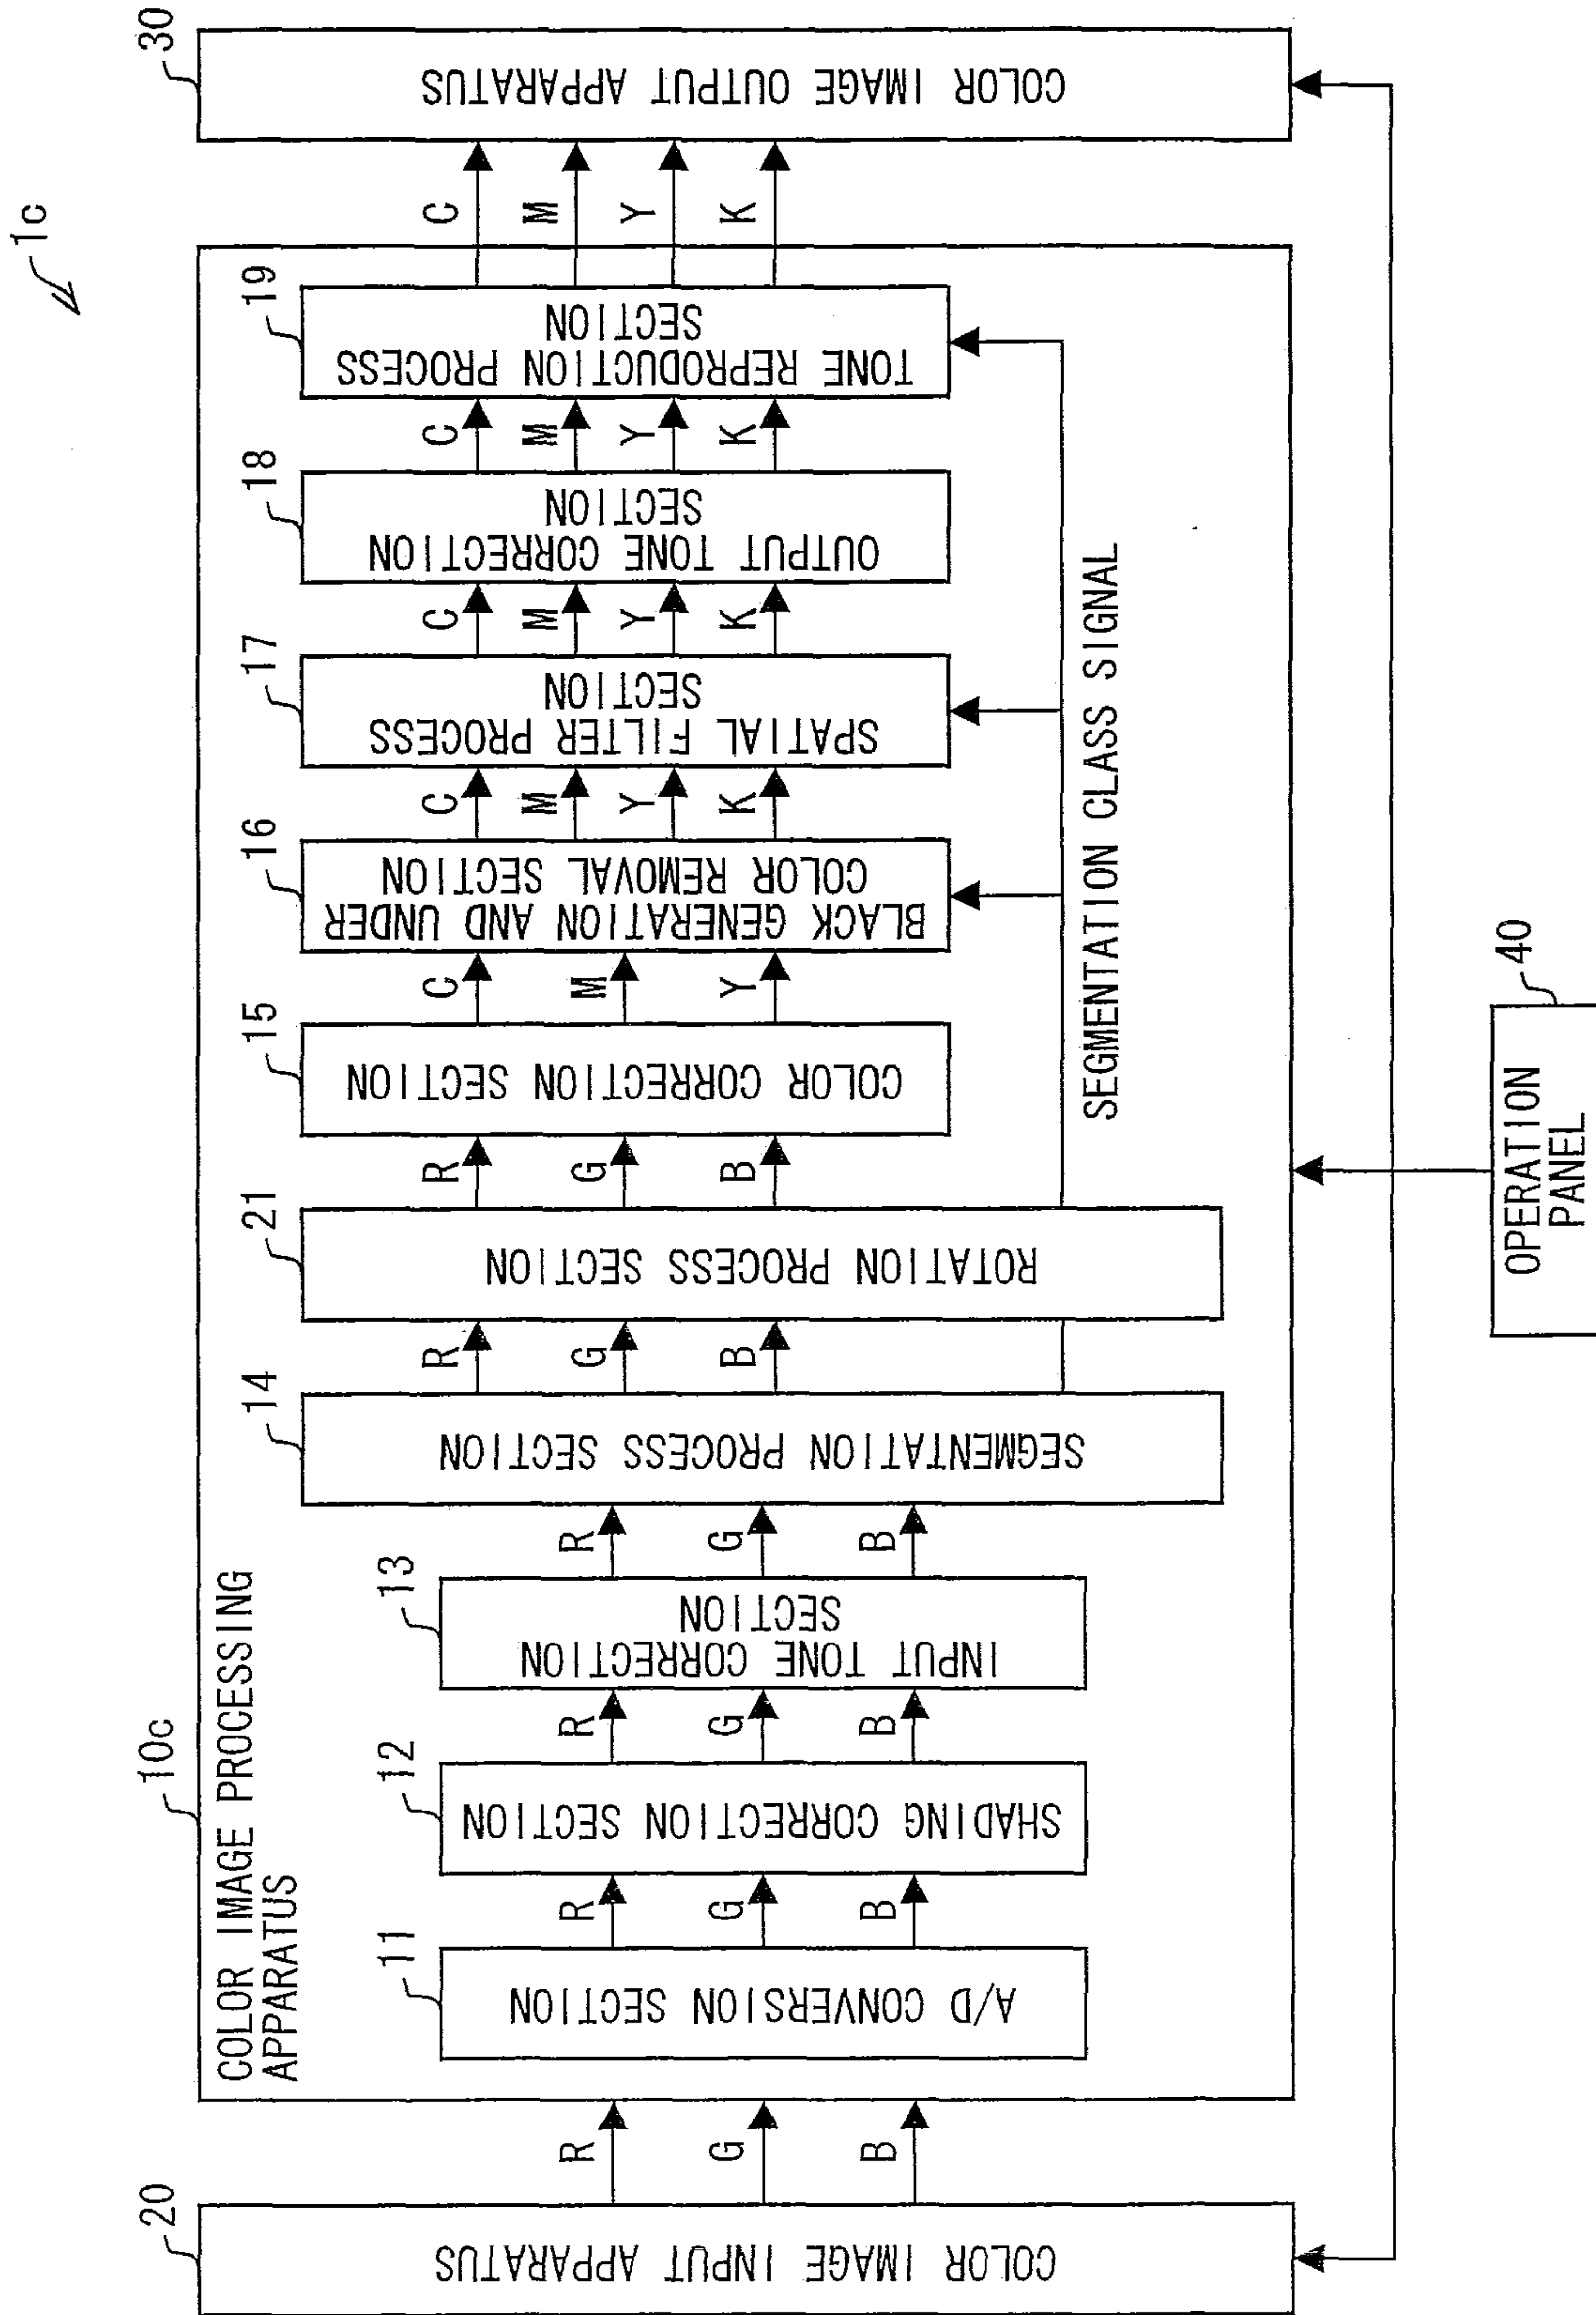 1c
10c
COLOR IMAGE PROCESSING
APPARATUS
20
COLOR IMAGE INPUT APPARATUS
R
G
B
11
A/D CONVERSION SECTION
R
G
B
12
SHADING CORRECTION SECTION
R
G
B
13
INPUT TONE CORRECTION
SECTION
R
G
B
14
SEGMENTATION PROCESS SECTION
R
G
B
21
ROTATION PROCESS SECTION
R
G
B
15
COLOR CORRECTION SECTION
C
M
Y
16
BLACK GENERATION AND UNDER
COLOR REMOVAL SECTION
C
M
Y
K
17
SPATIAL FILTER PROCESS
SECTION
C
M
Y
K
18
OUTPUT TONE CORRECTION
SECTION
C
M
Y
K
19
TONE REPRODUCTION PROCESS
SECTION
C
M
Y
K
30
COLOR IMAGE OUTPUT APPARATUS
SEGMENTATION CLASS SIGNAL
40
OPERATION
PANEL